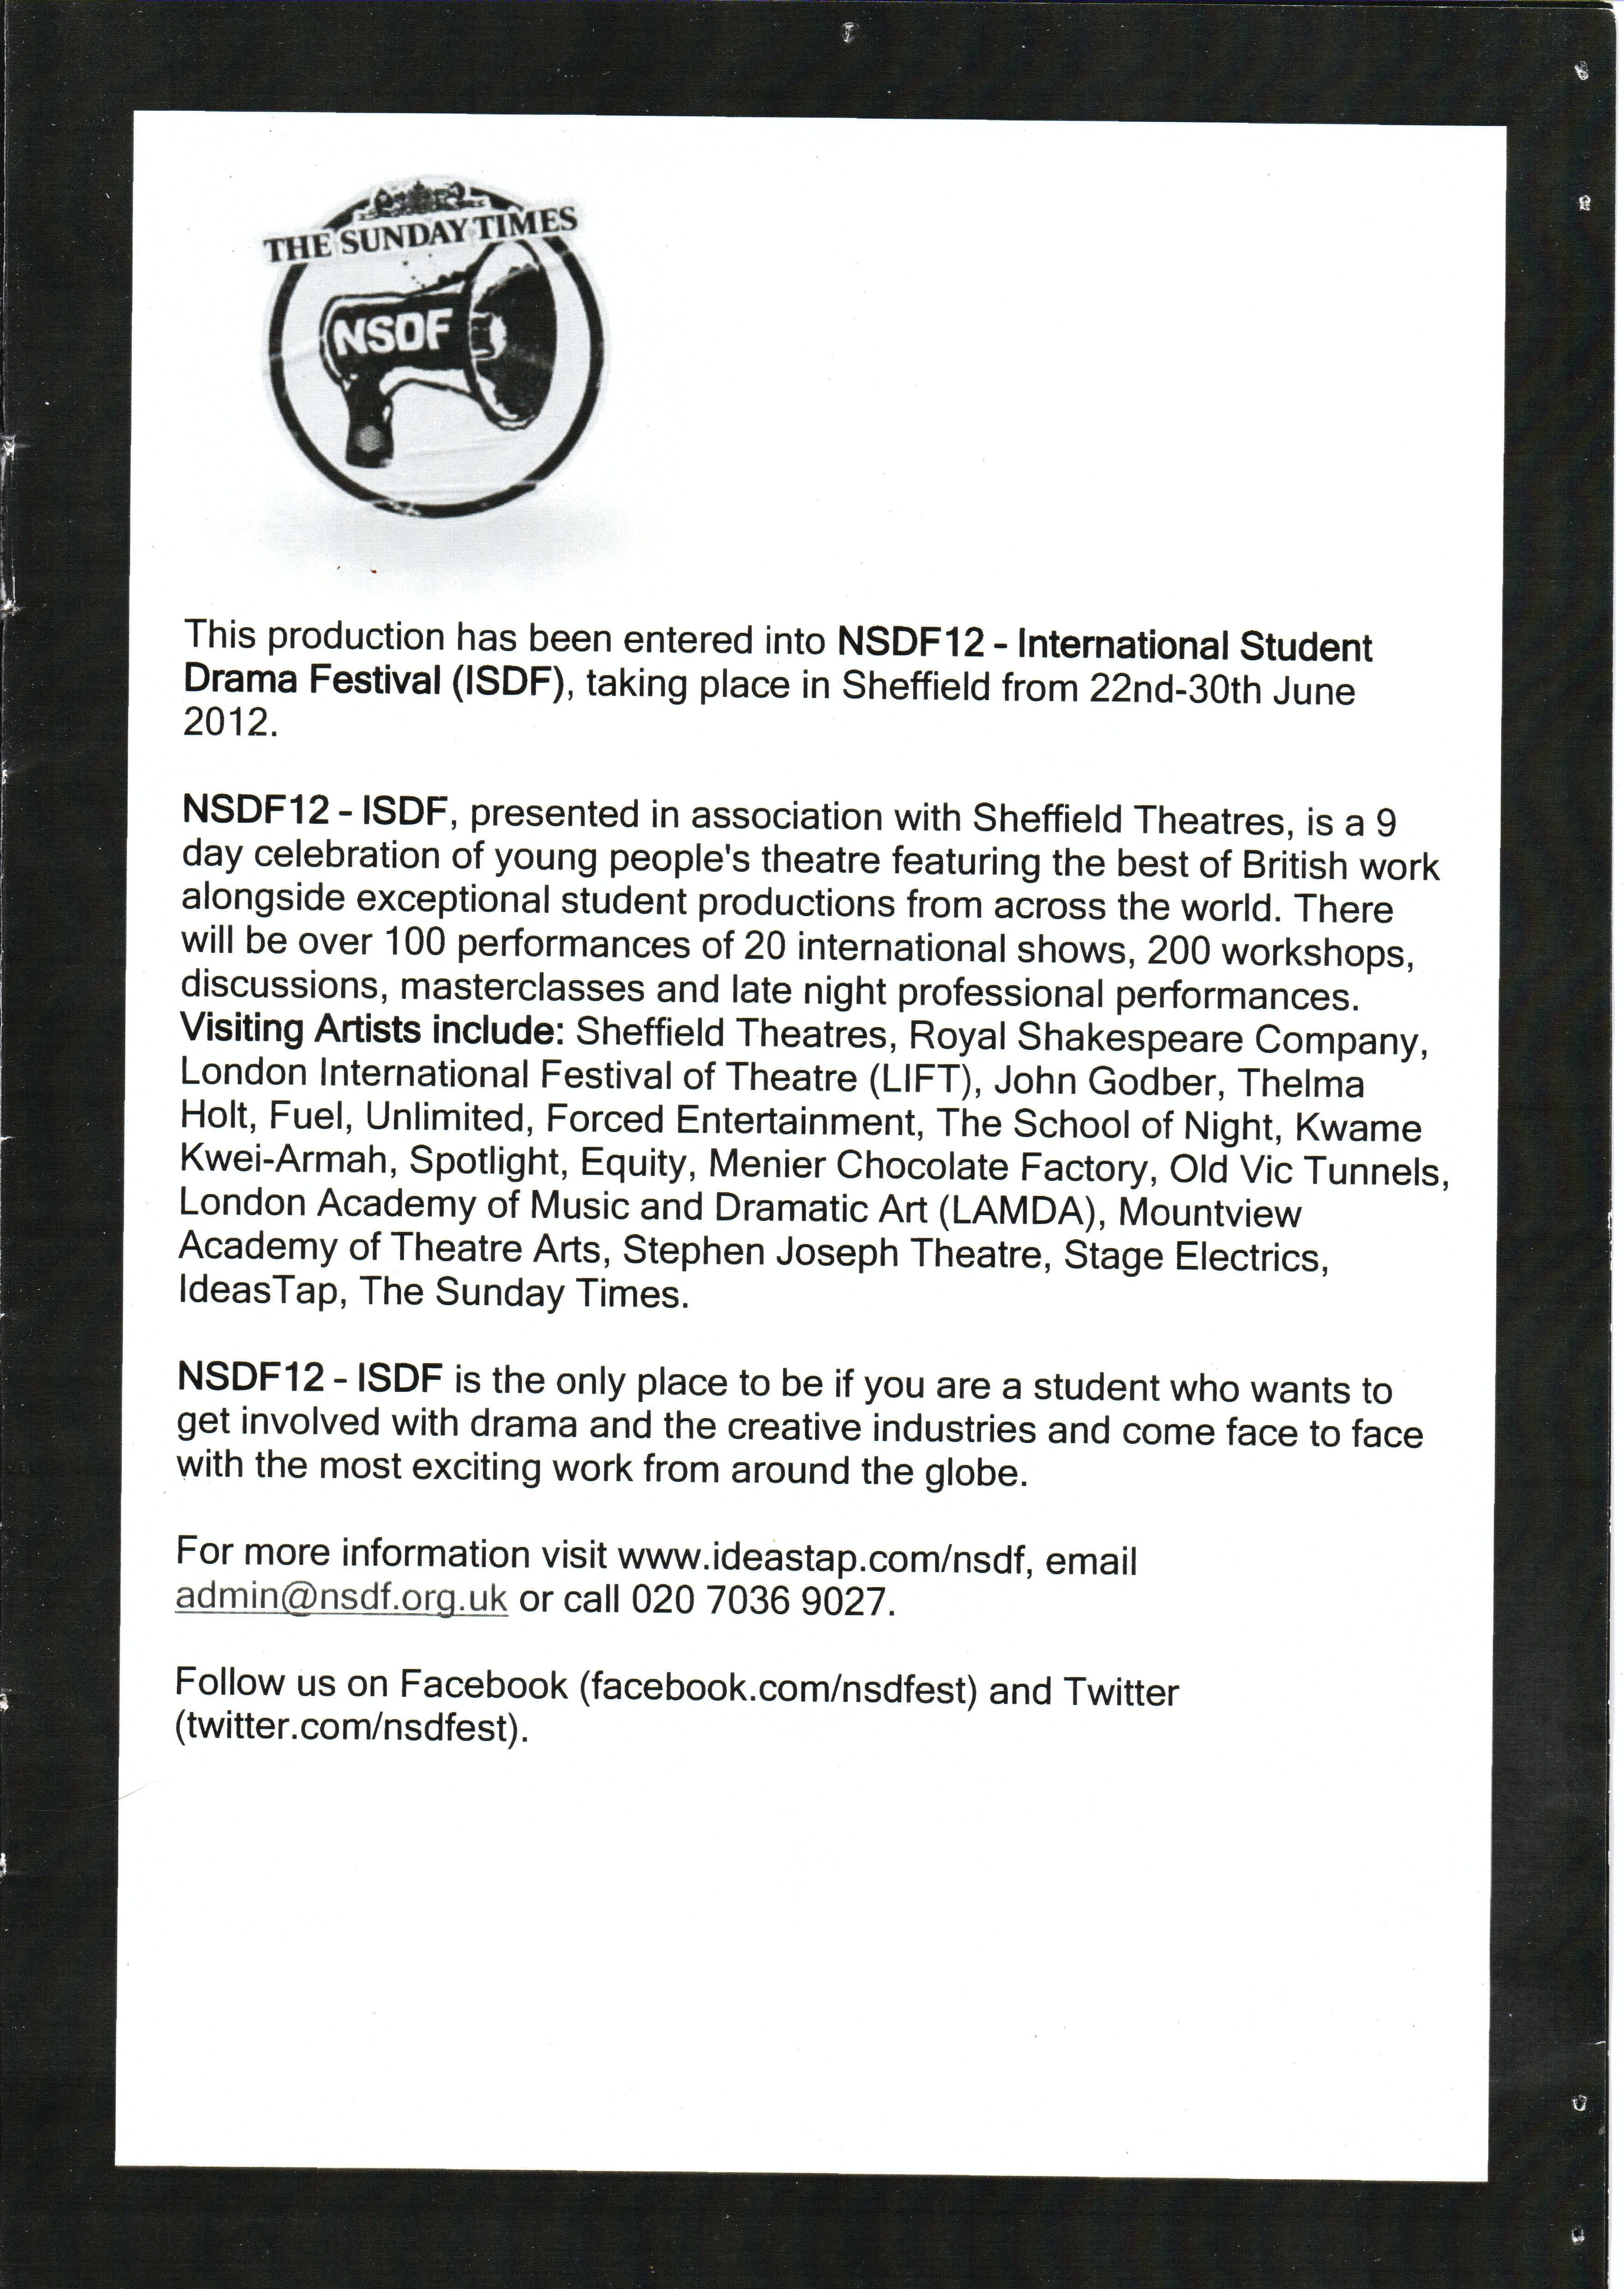 THE SUNDAY TIMES
NSDF
This production has been entered into NSDF12 - International Student
Drama Festival (ISDF), taking place in Sheffield from 22nd-30th June
2012.
NSDF12 - ISDF, presented in association with Sheffield Theatres, is a 9
day celebration of young people's theatre featuring the best of British work
alongside exceptional student productions from across the world. There
will be over 100 performances of 20 international shows, 200 workshops,
discussions, masterclasses and late night professional performances.
Visiting Artists include: Sheffield Theatres, Royal Shakespeare Company,
London International Festival of Theatre (LIFT), John Godber, Thelma
Holt, Fuel, Unlimited, Forced Entertainment, The School of Night, Kwame
Kwei-Armah, Spotlight, Equity, Menier Chocolate Factory, Old Vic Tunnels,
London Academy of Music and Dramatic Art (LAMDA), Mountview
Academy of Theatre Arts, Stephen Joseph Theatre, Stage Electrics,
IdeasTap, The Sunday Times.
NSDF12 - ISDF is the only place to be if you are a student who wants to
get involved with drama and the creative industries and come face to face
with the most exciting work from around the globe.
For more information visit www.ideastap.com/nsdf, email
admin@nsdf.org.uk or call 020 7036 9027.
Follow us on Facebook (facebook.com/nsdfest) and Twitter
(twitter.com/nsdfest).